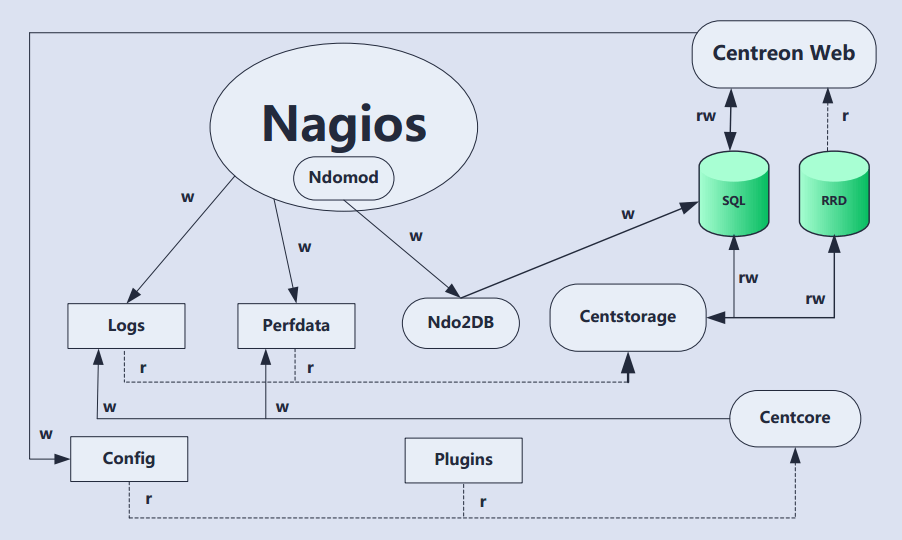 Centreon Web
Nagios
Ndomod
rw
r
SQL
RRD
w
w
w
w
rw
rw
Logs
Perfdata
Ndo2DB
Centstorage
r
r
w
w
Centcore
w
Config
Plugins
r
r